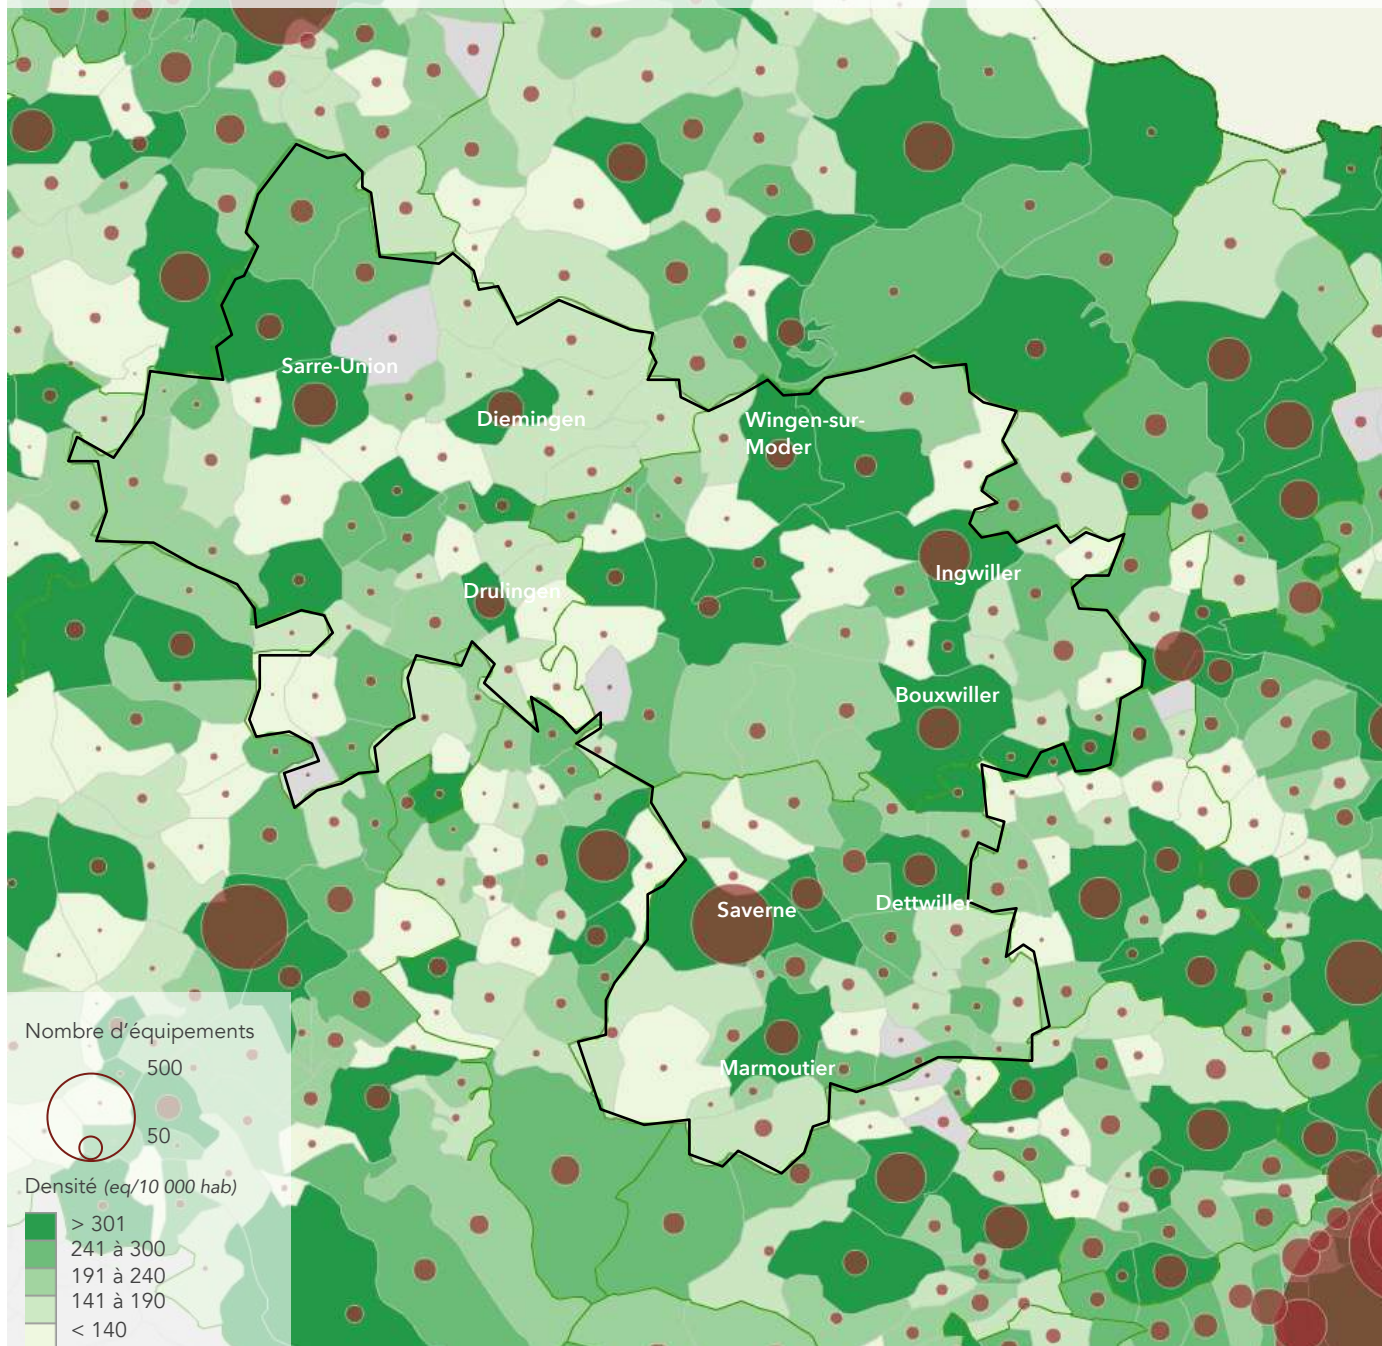 Sarre-Union
Diemingen
Wingen-sur-
Moder
Drulingen
Ingwiller
Bouxwiller
Saverne
Dettwiller
Marmoutier
Nombre d'équipements
500
50
Densité (eq/10 000 hab)
> 301
241 à 300
191 à 240
141 à 190
< 140